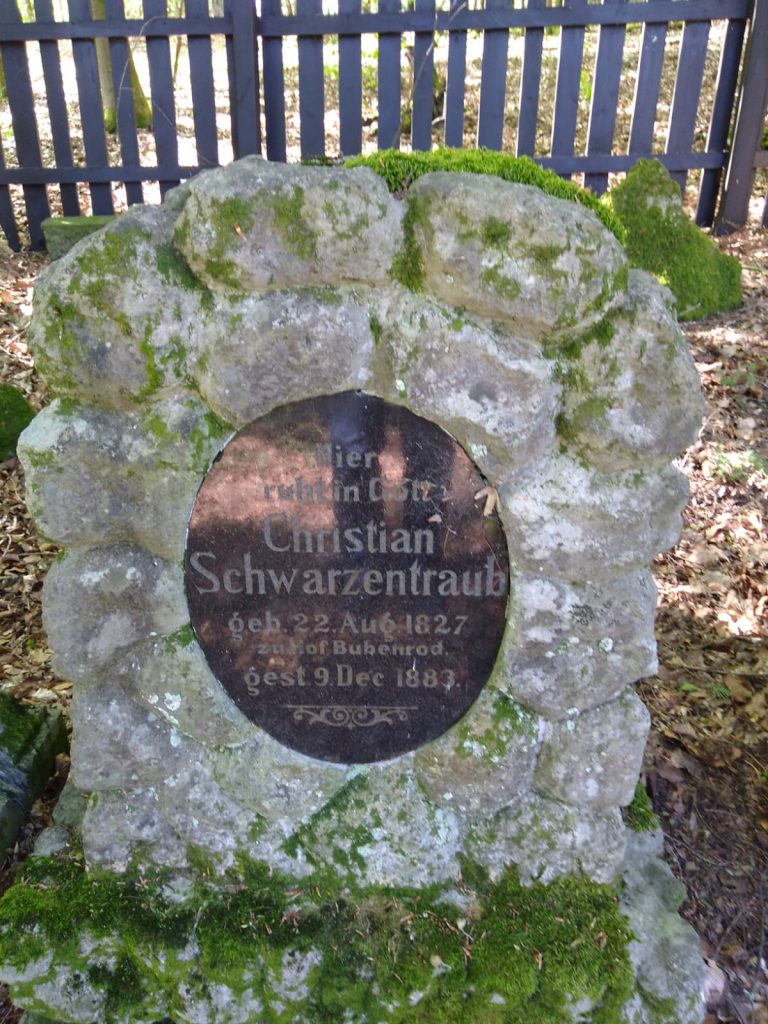 Hier
ruht in Gott
Christian
Schwarzentraub
geb. 22. Aug 1827
zu Hof Bubenrod.
gest 9. Dec 1883.